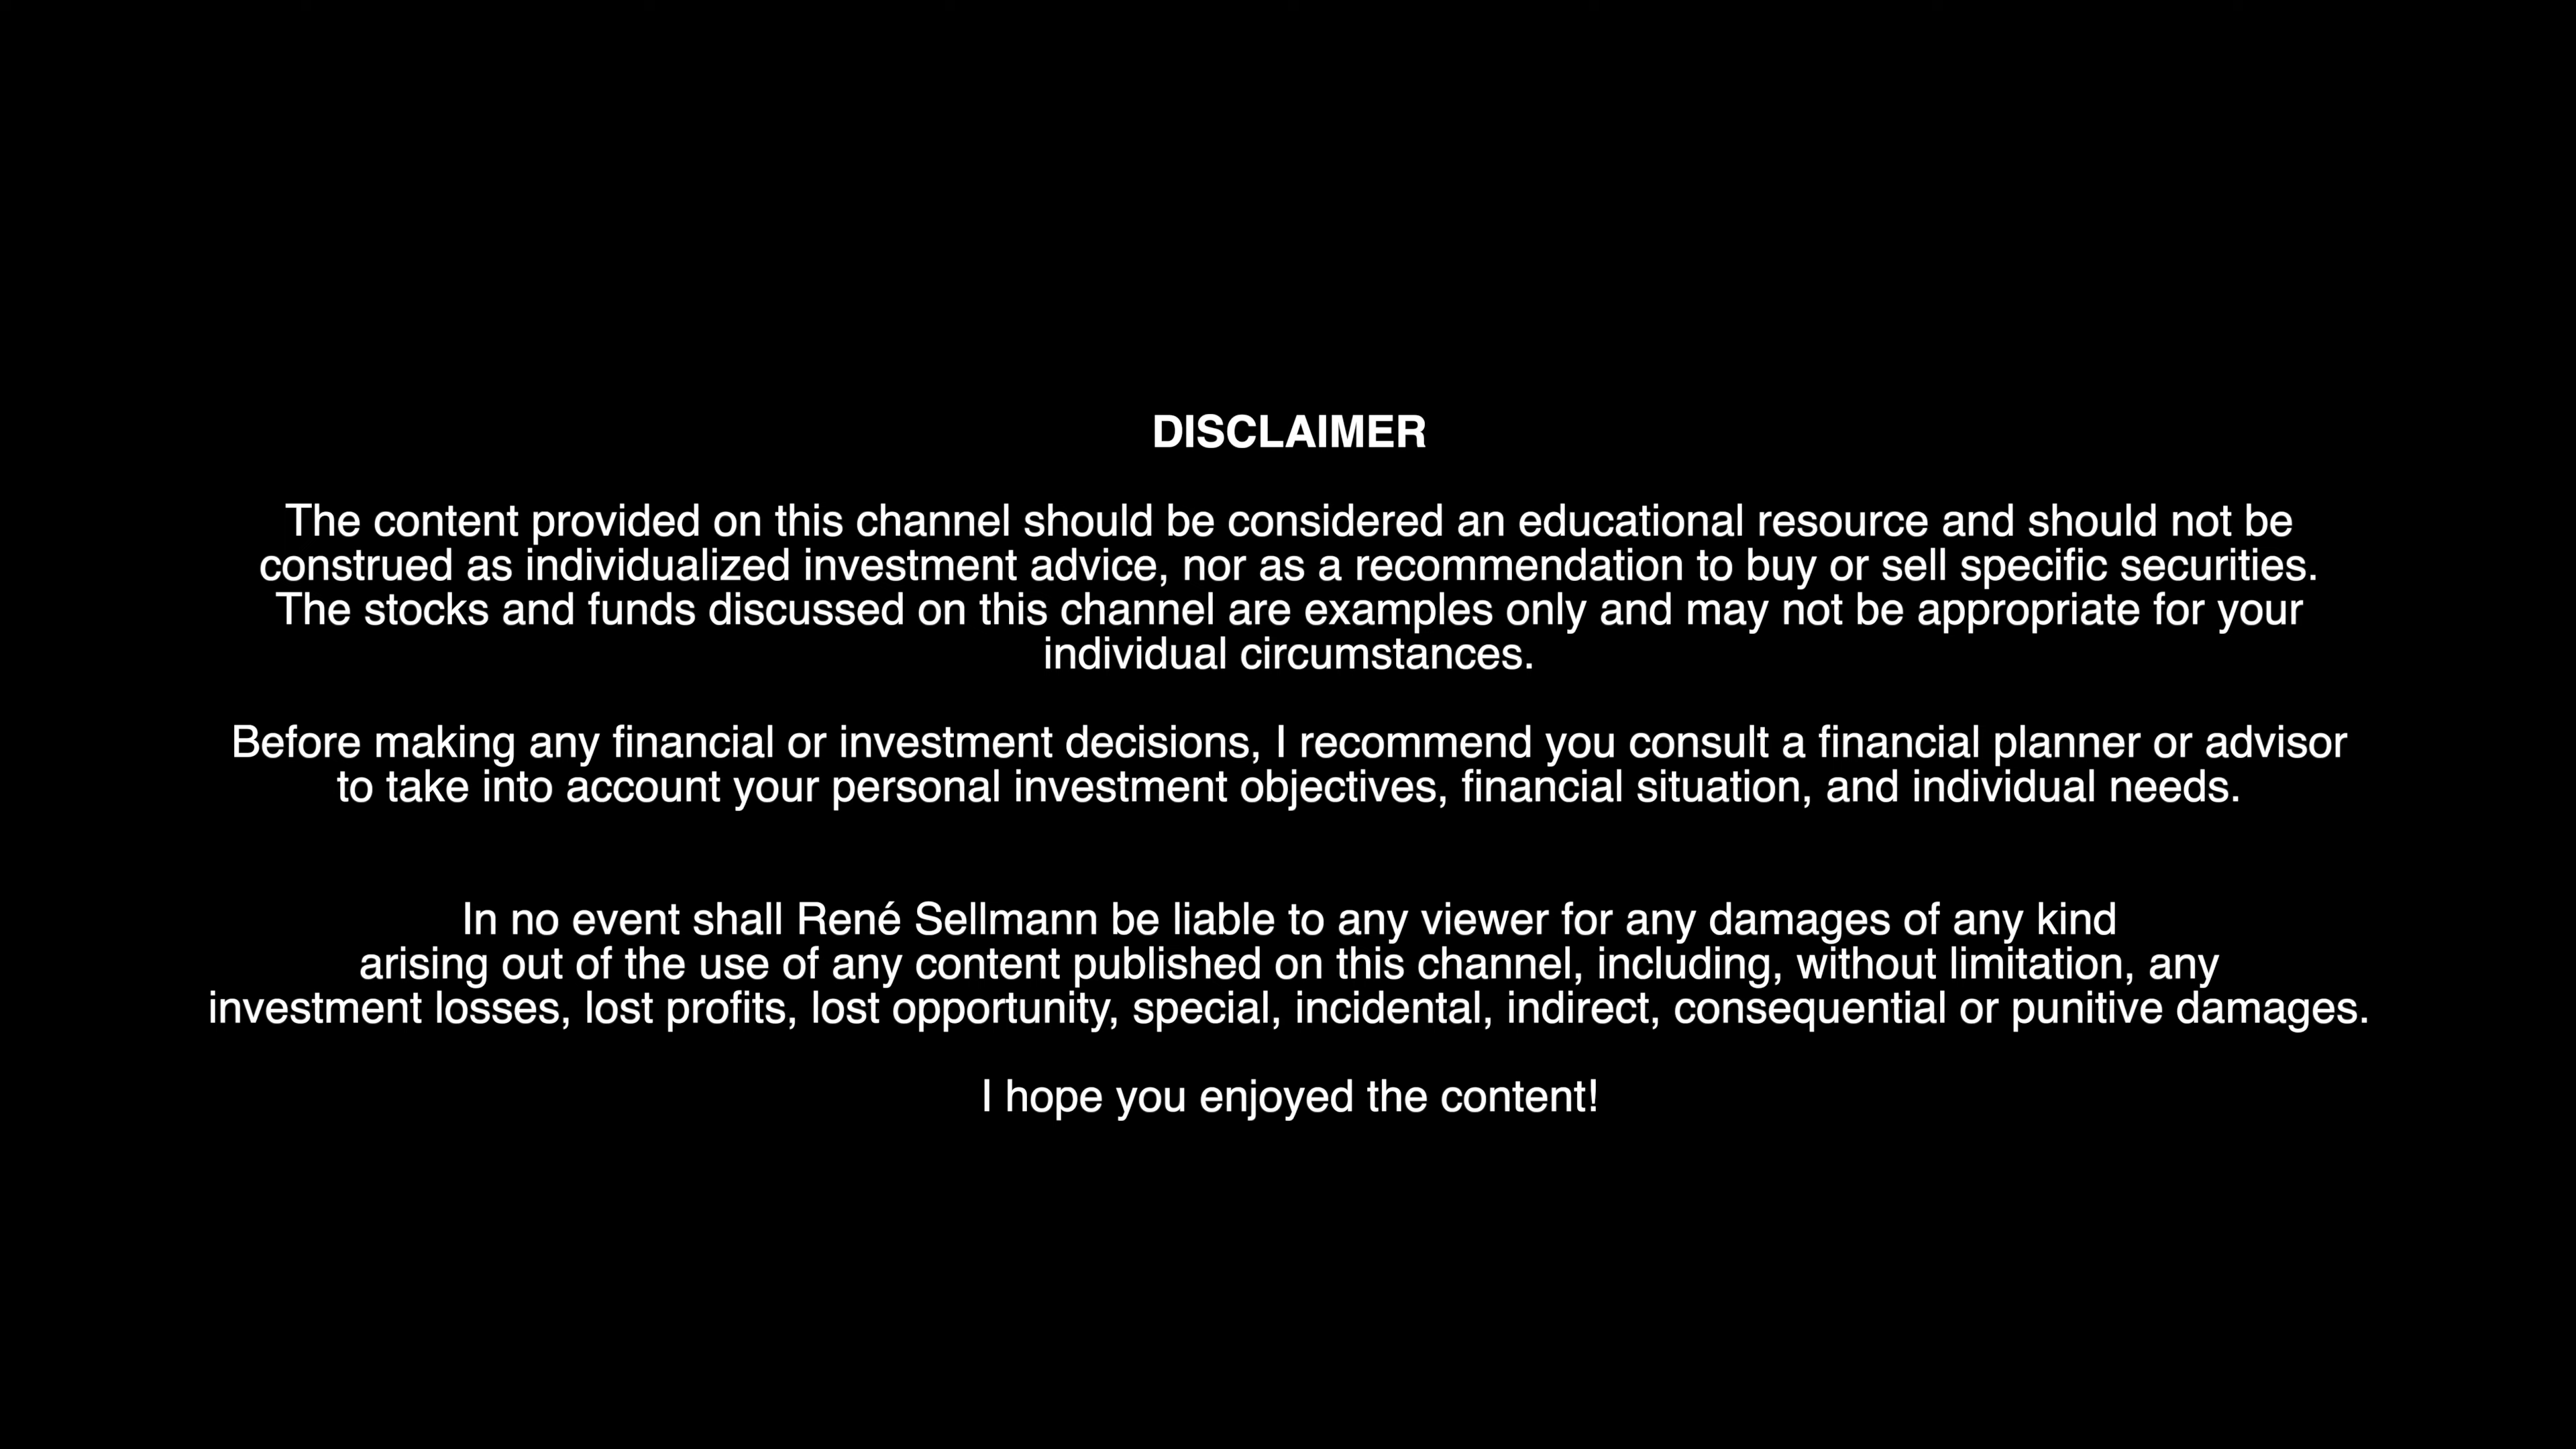 DISCLAIMER
The content provided on this channel should be considered an educational resource and should not be
construed as individualized investment advice, nor as a recommendation to buy or sell specific securities.
The stocks and funds discussed on this channel are examples only and may not be appropriate for your
individual circumstances.
Before making any financial or investment decisions, I recommend you consult a financial planner or advisor
to take into account your personal investment objectives, financial situation, and individual needs.
In no event shall René Sellmann be liable to any viewer for any damages of any kind
arising out of the use of any content published on this channel, including, without limitation, any
investment losses, lost profits, lost opportunity, special, incidental, indirect, consequential or punitive damages.
I hope you enjoyed the content!